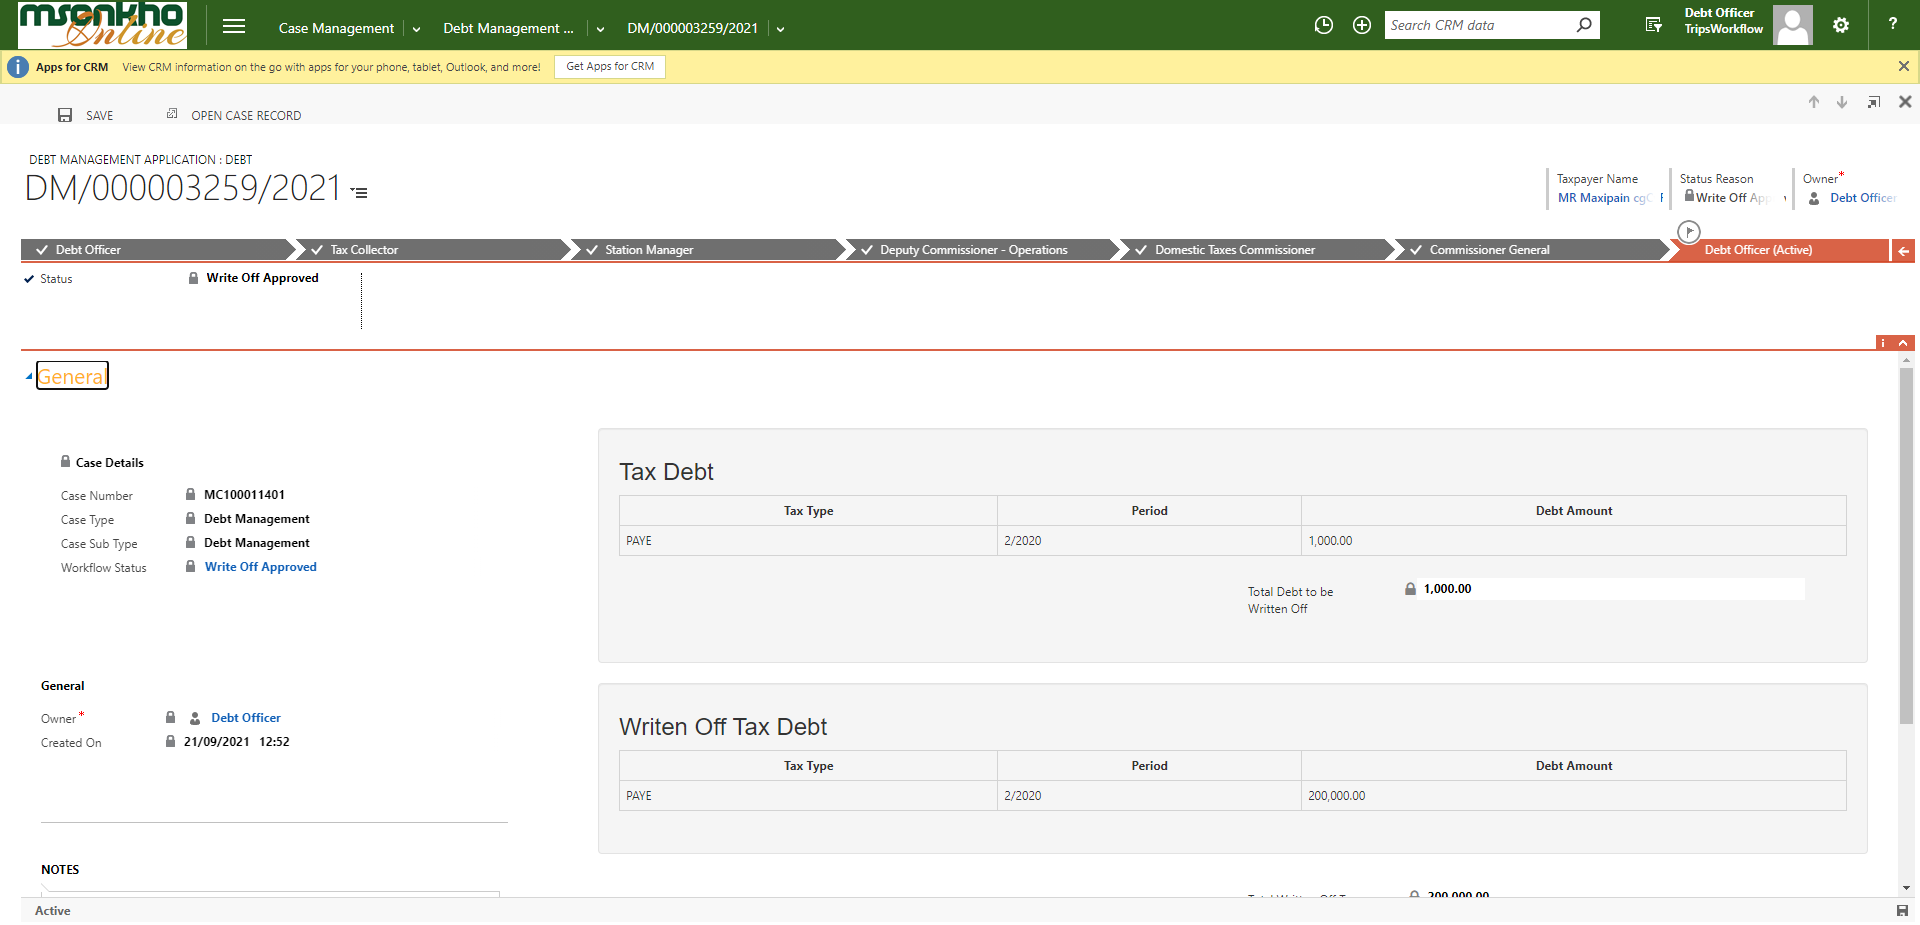 msonkho
Online
Case Management
Debt Management ...
DM/000003259/2021
Search CRM data
Debt Officer
TripsWorkflow
?
i
Apps for CRM
View CRM information on the go with apps for your phone, tablet, Outlook, and more!
Get Apps for CRM
SAVE
OPEN CASE RECORD
DEBT MANAGEMENT APPLICATION : DEBT
DM/000003259/2021
Taxpayer Name
MR Maxipain
Status Reason
Write Off
Owner*
Debt Officer
Debt Officer
Tax Collector
Station Manager
Deputy Commissioner - Operations
Domestic Taxes Commissioner
Commissioner General
Debt Officer (Active)
Status
Write Off Approved
i
General
Case Details
Case Number
MC100011401
Case Type
Debt Management
Case Sub Type
Debt Management
Workflow Status
Write Off Approved
Tax Debt
Tax Type Period Debt Amount
PAYE 2/2020 1,000.00
Total Debt to be
Written Off
1,000.00
General
Owner*
Debt Officer
Created On
21/09/2021 12:52
Writen Off Tax Debt
Tax Type Period Debt Amount
PAYE 2/2020 200,000.00
NOTES
200,000.00
Active